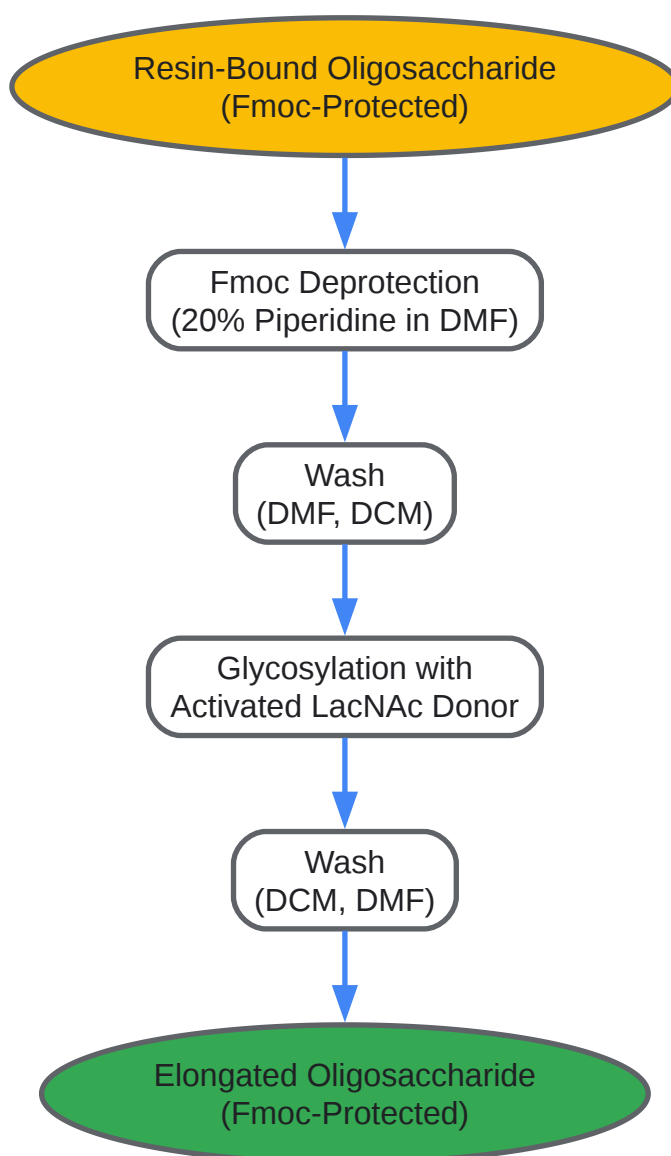 Resin-Bound Oligosaccharide
(Fmoc-Protected)
Fmoc Deprotection
(20% Piperidine in DMF)
Wash
(DMF, DCM)
Glycosylation with
Activated LacNAc Donor
Wash
(DCM, DMF)
Elongated Oligosaccharide
(Fmoc-Protected)